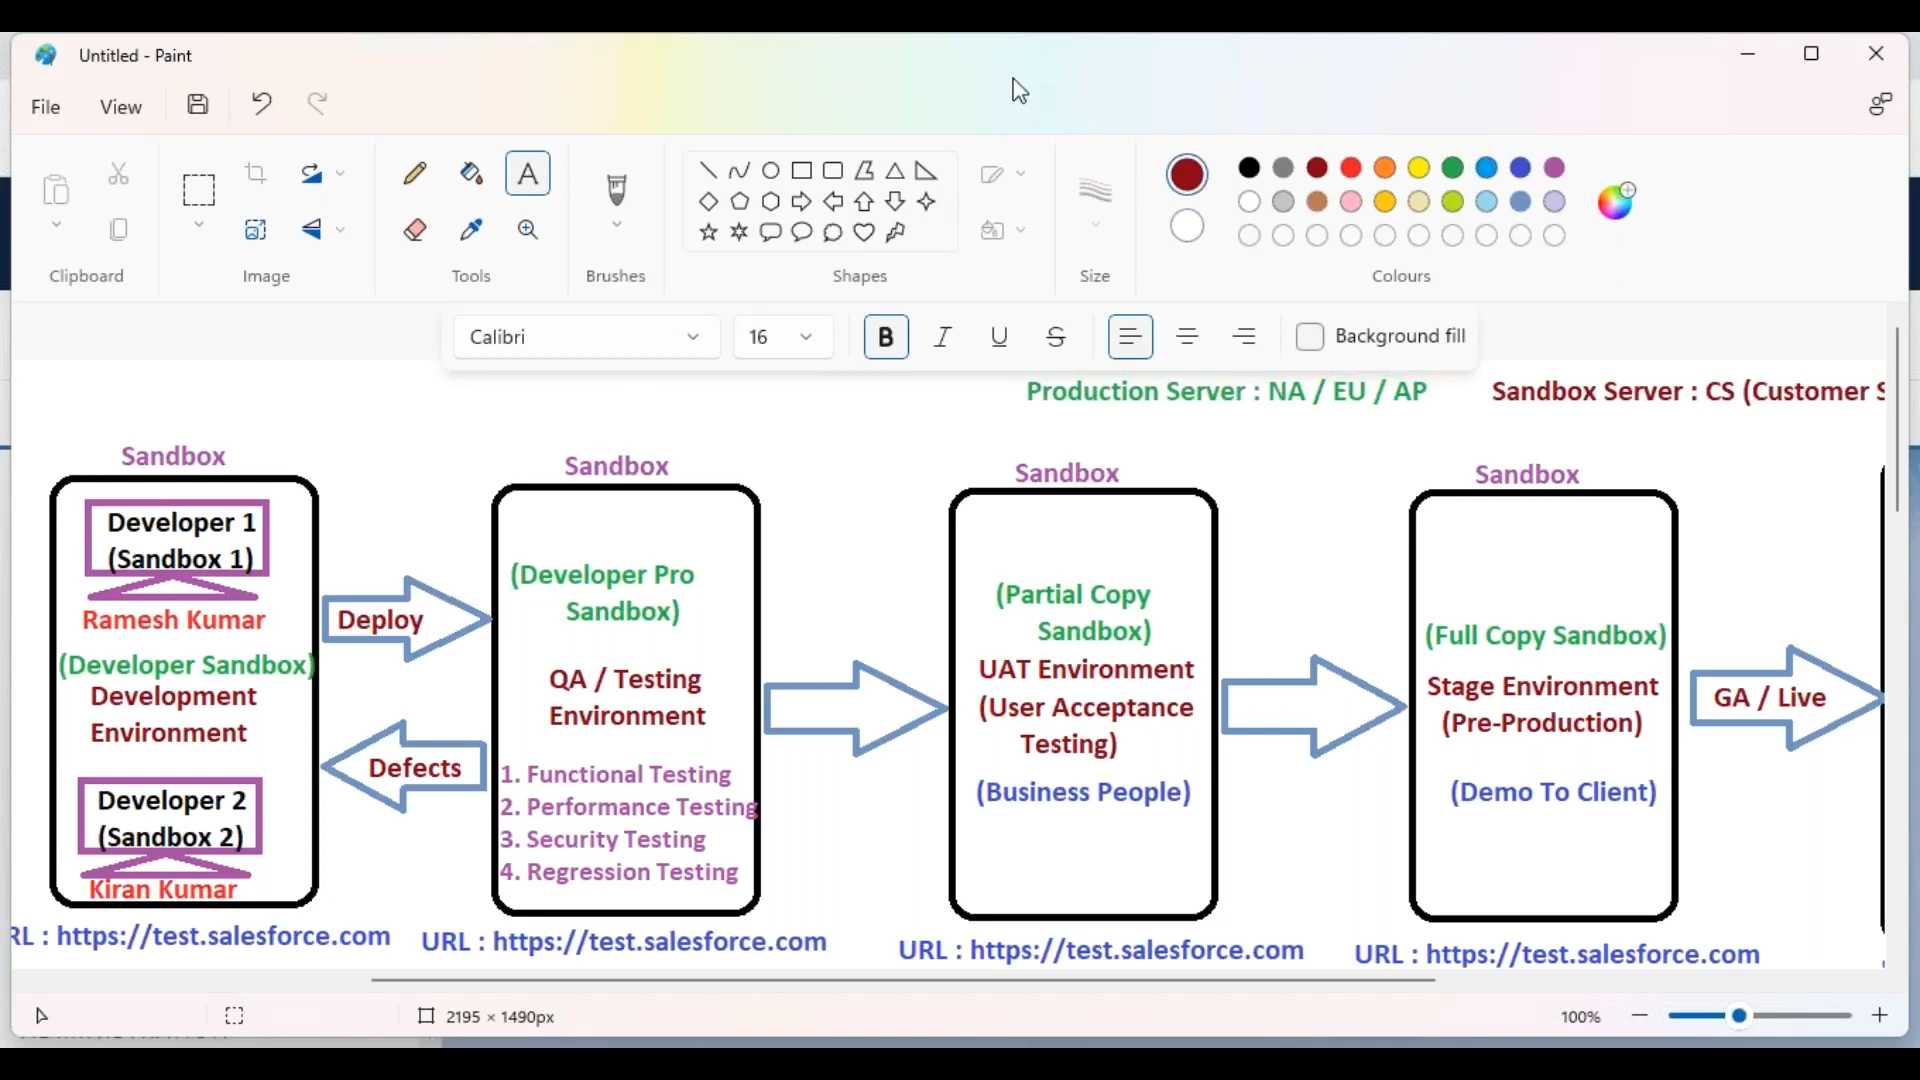 Untitled - Paint
File
View
Clipboard
Image
Tools
Brushes
Shapes
Size
Colours
Calibri
16
B
Background fill
Production Server : NA / EU / AP
Sandbox Server : CS (Customer S
Sandbox
Developer 1
(Sandbox 1)
Ramesh Kumar
(Developer Sandbox)
Development
Environment
Developer 2
(Sandbox 2)
Kiran Kumar
RL : https://test.salesforce.com
Deploy
Defects
Sandbox
(Developer Pro
Sandbox)
QA / Testing
Environment
1. Functional Testing
2. Performance Testing
3. Security Testing
4. Regression Testing
URL : https://test.salesforce.com
Sandbox
(Partial Copy
Sandbox)
UAT Environment
(User Acceptance
Testing)
(Business People)
URL : https://test.salesforce.com
Sandbox
(Full Copy Sandbox)
Stage Environment
(Pre-Production)
(Demo To Client)
URL : https://test.salesforce.com
GA / Live
2195 × 1490px
100%